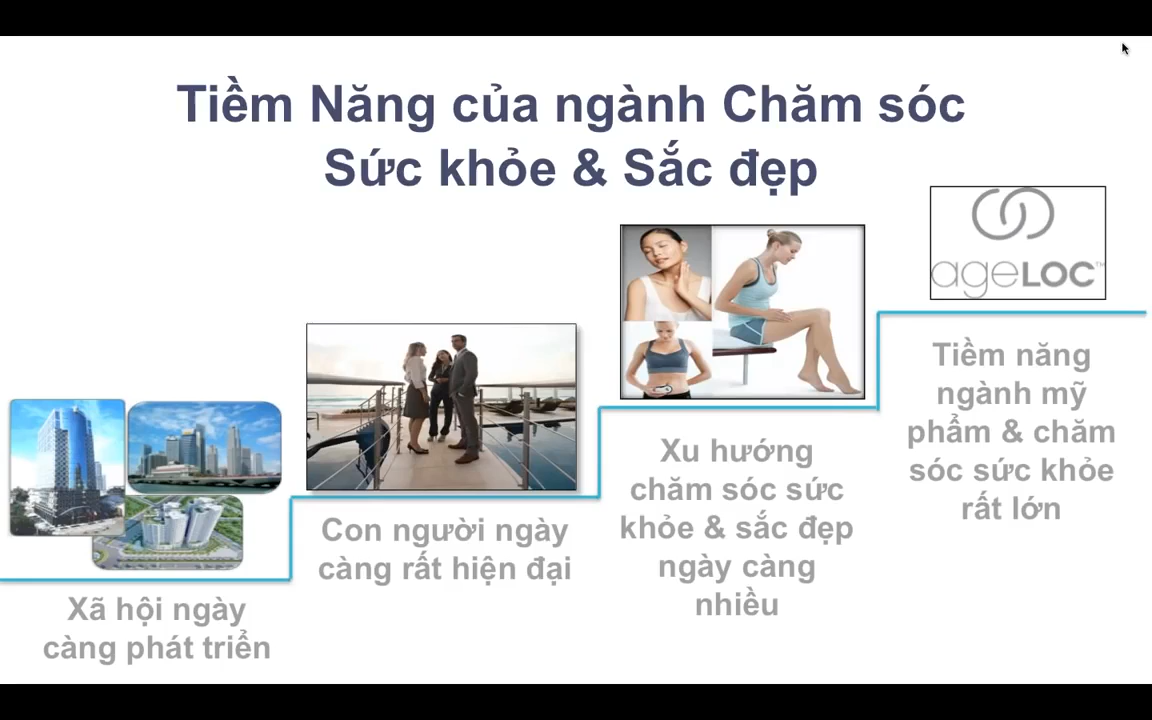 Tiềm Năng của ngành Chăm sóc
Sức khỏe & Sắc đẹp
ageLOC™
Tiềm năng
ngành mỹ
phẩm & chăm
sóc sức khỏe
rất lớn
Xu hướng
chăm sóc sức
khỏe & sắc đẹp
ngày càng
nhiều
Con người ngày
càng rất hiện đại
Xã hội ngày
càng phát triển